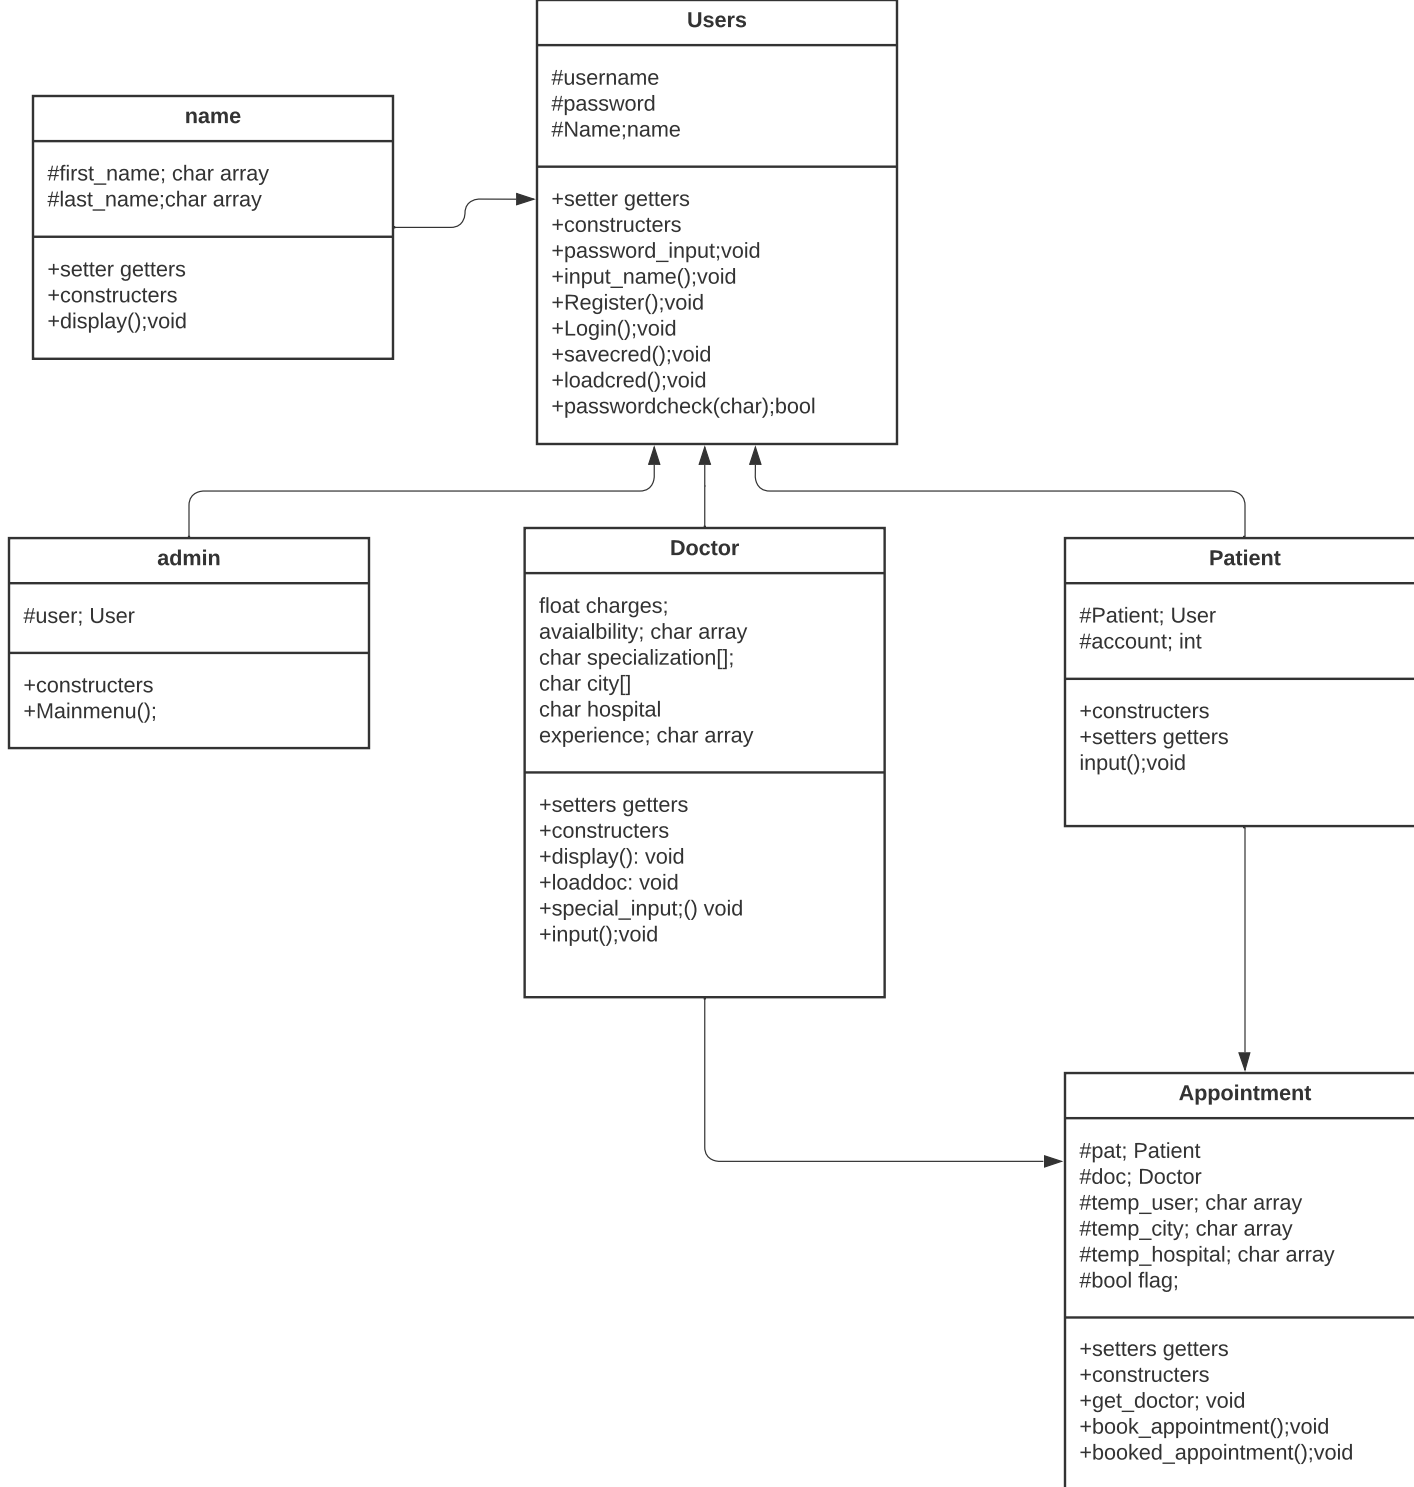 Users
#username
#password
#Name;name
+setter getters
+constructers
+password_input;void
+input_name();void
+Register();void
+Login();void
+savecred();void
+loadcred();void
+passwordcheck(char);bool
name
#first_name; char array
#last_name;char array
+setter getters
+constructers
+display();void
admin
#user; User
+constructers
+Mainmenu();
Doctor
float charges;
avaialbility; char array
char specialization[];
char city[]
char hospital
experience; char array
+setters getters
+constructers
+display(): void
+loaddoc: void
+special_input;() void
+input();void
Patient
#Patient; User
#account; int
+constructers
+setters getters
input();void
Appointment
#pat; Patient
#doc; Doctor
#temp_user; char array
#temp_city; char array
#temp_hospital; char array
#bool flag;
+setters getters
+constructers
+get_doctor; void
+book_appointment();void
+booked_appointment();void